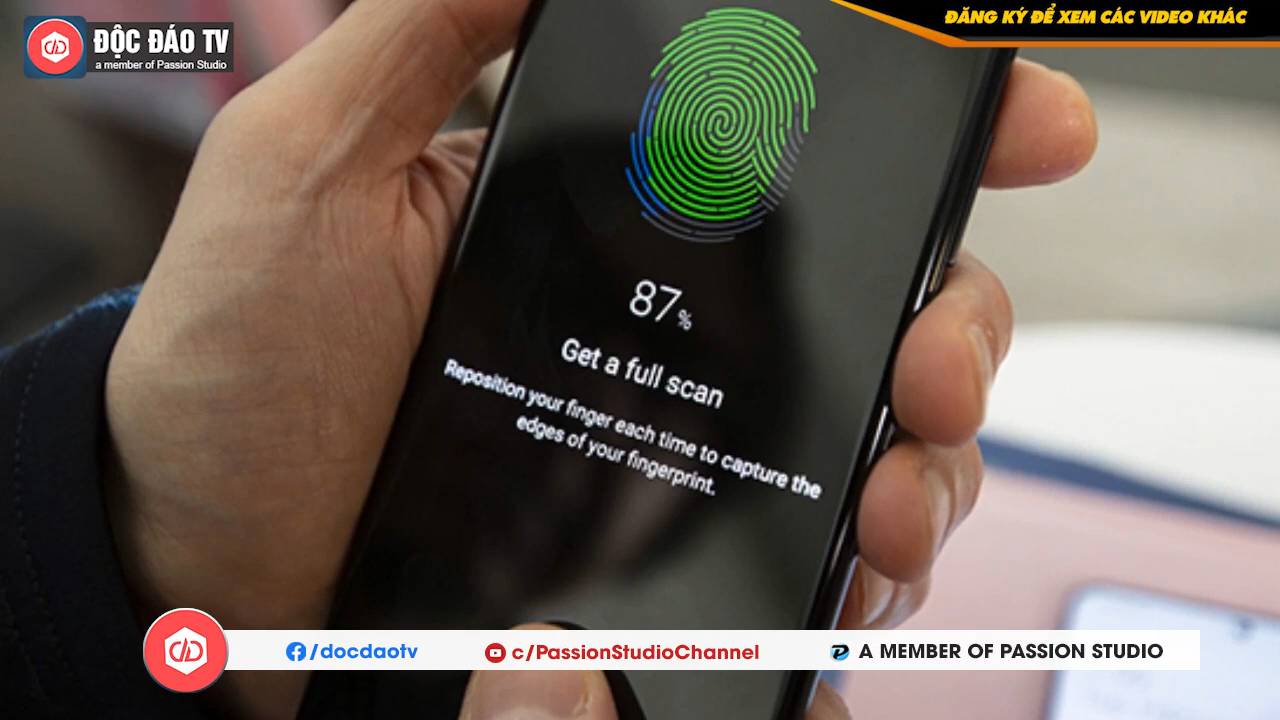 ĐỘC ĐÁO TV
a member of Passion Studio
ĐĂNG KÝ ĐỂ XEM CÁC VIDEO KHÁC
87%
Get a full scan
Reposition your finger each time to capture the
edges of your fingerprint.
/docdaotv
c/PassionStudioChannel
A MEMBER OF PASSION STUDIO